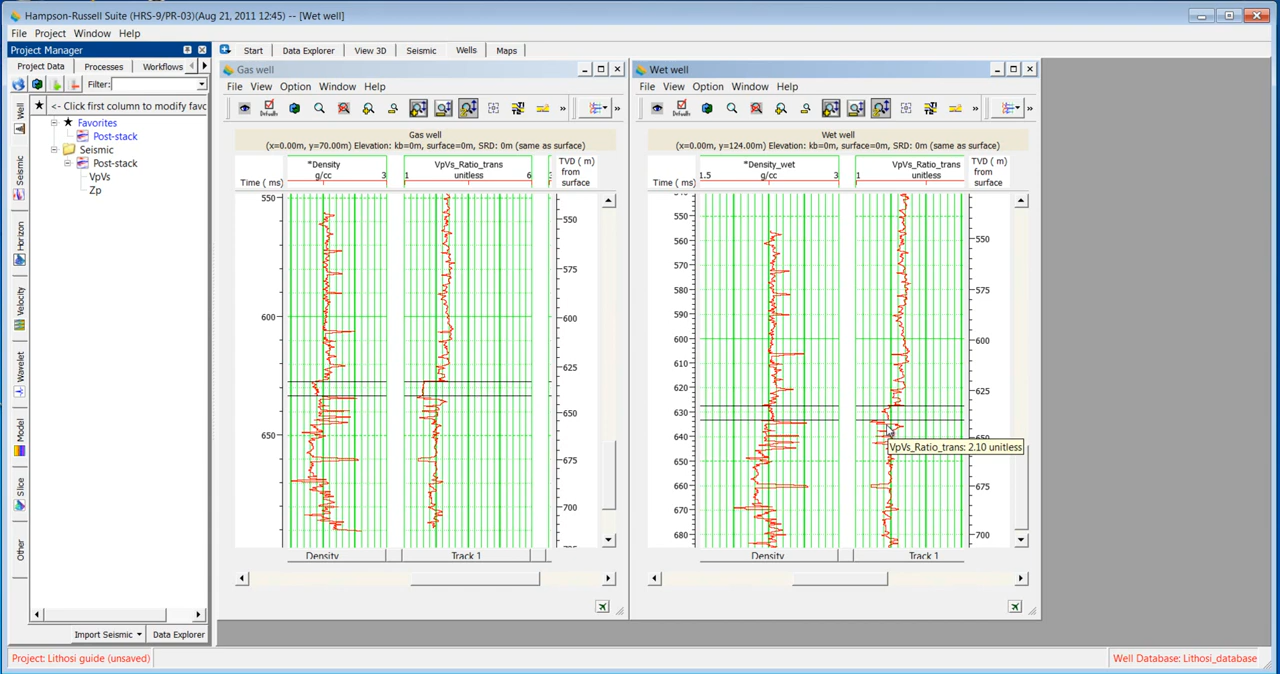 Hampson-Russell Suite (HRS-9/PR-03)(Aug 21, 2011 12:45) -- [Wet well]
File Project Window Help
Project Manager
Start Data Explorer View 3D Seismic Wells Maps
Project Data Processes Workflows
Filter:
<- Click first column to modify favc
Favorites
Post-stack
Seismic
Post-stack
VpVs
Zp
Well
Seismic
Horizon
Velocity
Wavelet
Model
Slice
Other
Import Seismic Data Explorer
Gas well
File View Option Window Help
Defaults
Gas well
(x=0.00m, y=70.00m) Elevation: kb=0m, surface=0m, SRD: 0m (same as surface)
*Density VpVs_Ratio_trans TVD ( m)
g/cc 3 1 unitless 6 from
Time ( ms) surface
550
600
650
550
575
600
625
650
675
700
Density Track 1
Wet well
File View Option Window Help
Defaults
Wet well
(x=0.00m, y=124.00m) Elevation: kb=0m, surface=0m, SRD: 0m (same as surface)
*Density_wet VpVs_Ratio_trans TVD ( m)
1.5 g/cc 3 1 unitless from
Time ( ms) surface
550
560
570
580
590
600
610
620
630
640
650
660
670
680
550
575
600
625
675
700
VpVs_Ratio_trans: 2.10 unitless
Density Track 1
Project: Lithosi guide (unsaved)
Well Database: Lithosi_database